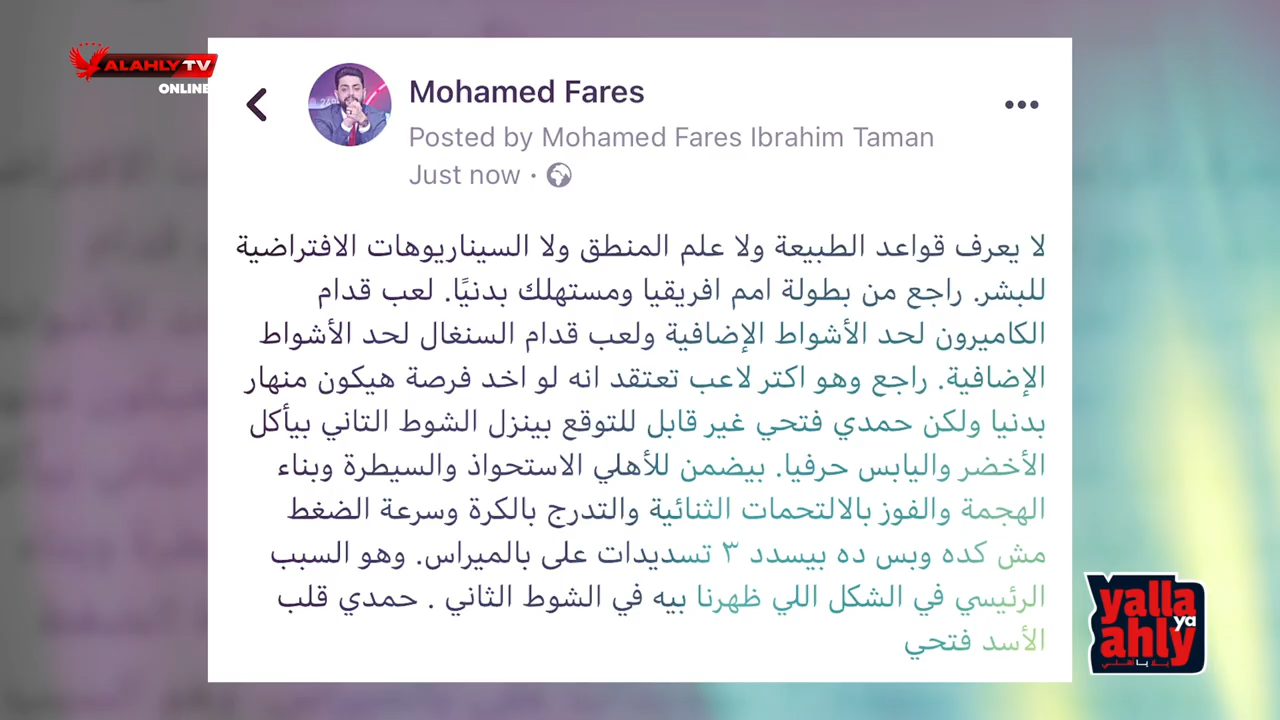 ALAHLY TV
ONLINE
Mohamed Fares
Posted by Mohamed Fares Ibrahim Taman
Just now ·
لا يعرف قواعد الطبيعة ولا علم المنطق ولا السيناريوهات الافتراضية
للبشر. راجع من بطولة امم افريقيا ومستهلك بدنيًا. لعب قدام
الكاميرون لحد الأشواط الإضافية ولعب قدام السنغال لحد الأشواط
الإضافية. راجع وهو اكتر لاعب تعتقد انه لو اخد فرصة هيكون منهار
بدنيا ولكن حمدي فتحي غير قابل للتوقع بينزل الشوط التاني بيأكل
الأخضر واليابس حرفيا. بيضمن للأهلي الاستحواذ والسيطرة وبناء
الهجمة والفوز بالالتحمات الثنائية والتدرج بالكرة وسرعة الضغط
مش كده وبس ده بيسدد ٣ تسديدات على بالميراس. وهو السبب
الرئيسي في الشكل اللي ظهرنا بيه في الشوط الثاني . حمدي قلب
الأسد فتحي
yalla
ya
ahly
يلا يا أهلي